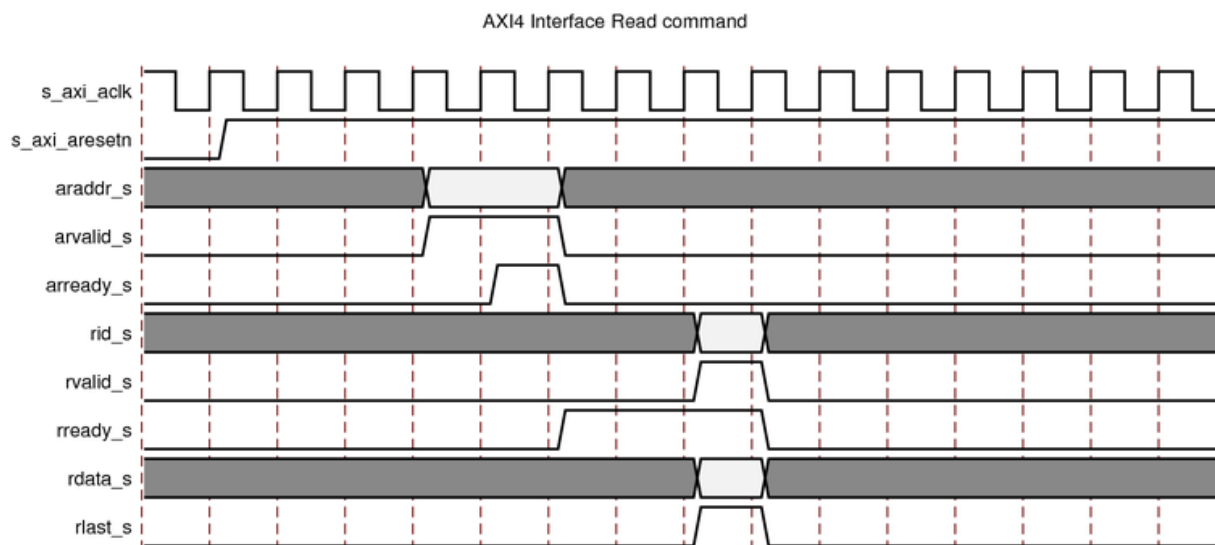 AXI4 Interface Read command
s_axi_aclk
s_axi_aresetn
araddr_s
arvalid_s
arready_s
rid_s
rvalid_s
rready_s
rdata_s
rlast_s